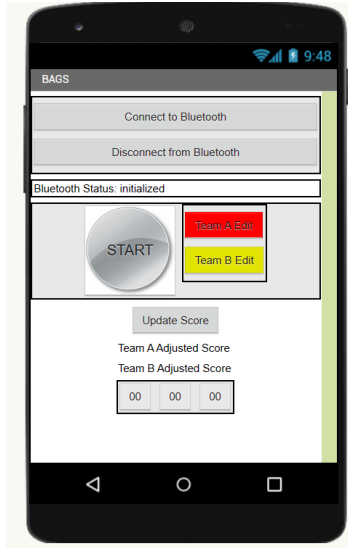 9:48
BAGS
Connect to Bluetooth
Disconnect from Bluetooth
Bluetooth Status: initialized
START
Team A Edit
Team B Edit
Update Score
Team A Adjusted Score
Team B Adjusted Score
00 00 00